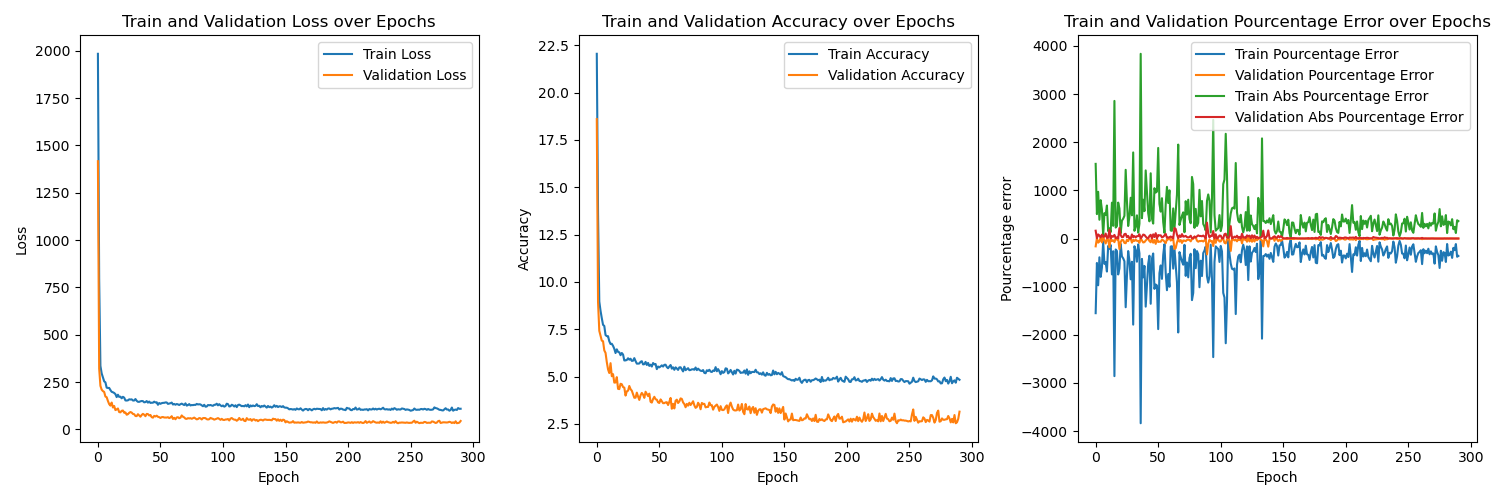 Train and Validation Loss over Epochs
Loss
2000
1750
1500
1250
1000
750
500
250
0
Train Loss
Validation Loss
0 50 100 150 200 250 300
Epoch
Train and Validation Accuracy over Epochs
Accuracy
22.5
20.0
17.5
15.0
12.5
10.0
7.5
5.0
2.5
Train Accuracy
Validation Accuracy
0 50 100 150 200 250 300
Epoch
Train and Validation Pourcentage Error over Epochs
Pourcentage error
4000
3000
2000
1000
0
−1000
−2000
−3000
−4000
Train Pourcentage Error
Validation Pourcentage Error
Train Abs Pourcentage Error
Validation Abs Pourcentage Error
0 50 100 150 200 250 300
Epoch